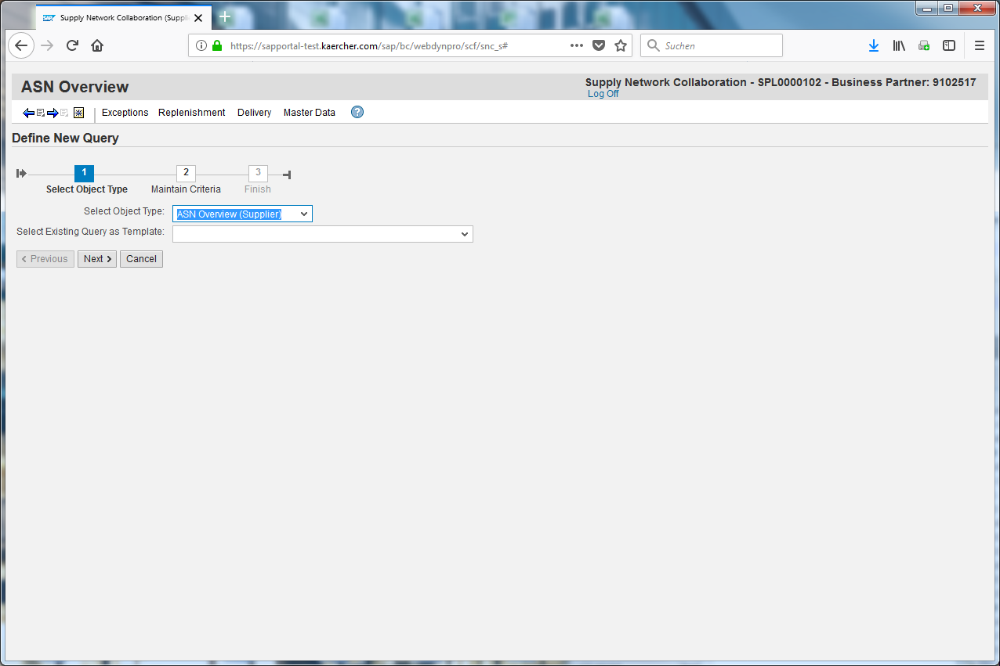 SAP Supply Network Collaboration (Suppli
https://sapportal-test.kaercher.com/sap/bc/webdynpro/scf/snc_s#
Suchen
ASN Overview
Supply Network Collaboration - SPL0000102 - Business Partner: 9102517
Log Off
Exceptions Replenishment Delivery Master Data ?
Define New Query
1 2 3
Select Object Type Maintain Criteria Finish
Select Object Type: ASN Overview (Supplier)
Select Existing Query as Template:
Previous Next Cancel